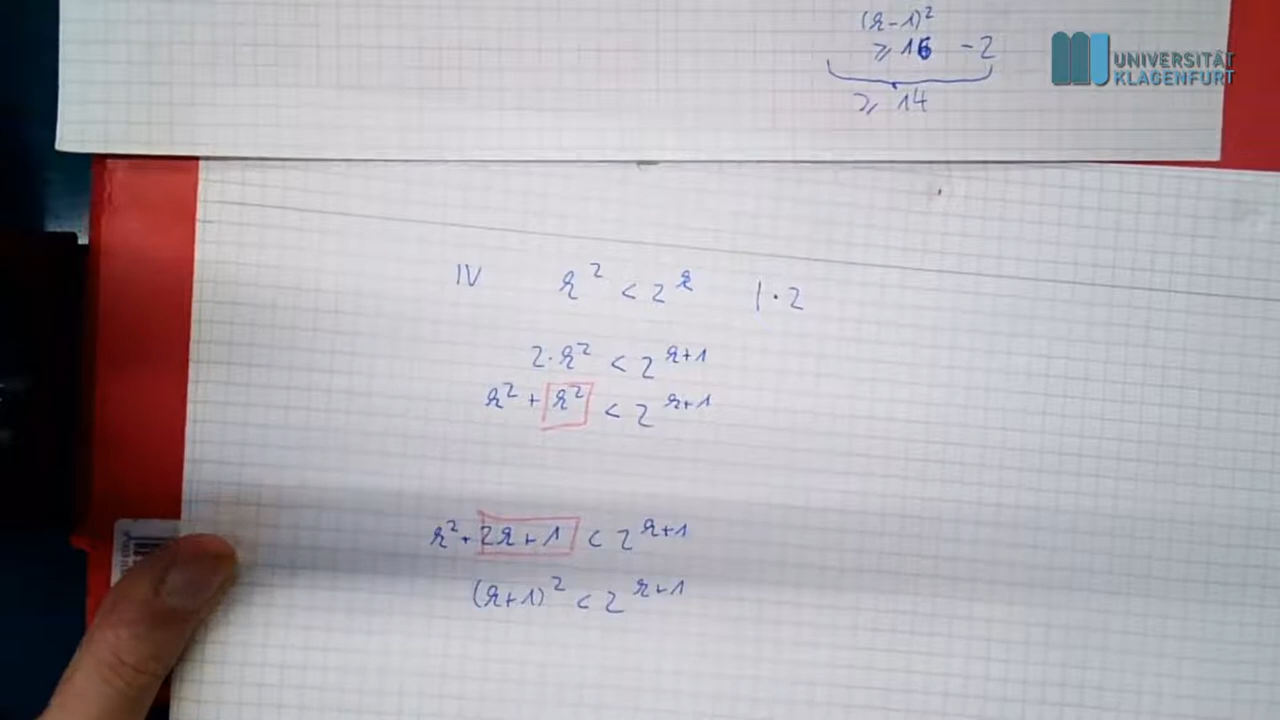 (k-1)²
≥ 16 - 2
≥ 14
UNIVERSITÄT
KLAGENFURT
IV k² < 2^k | · 2
2 · k² < 2^{k+1}
k² + k² < 2^{k+1}
k² + 2k + 1 < 2^{k+1}
(k+1)² < 2^{k+1}